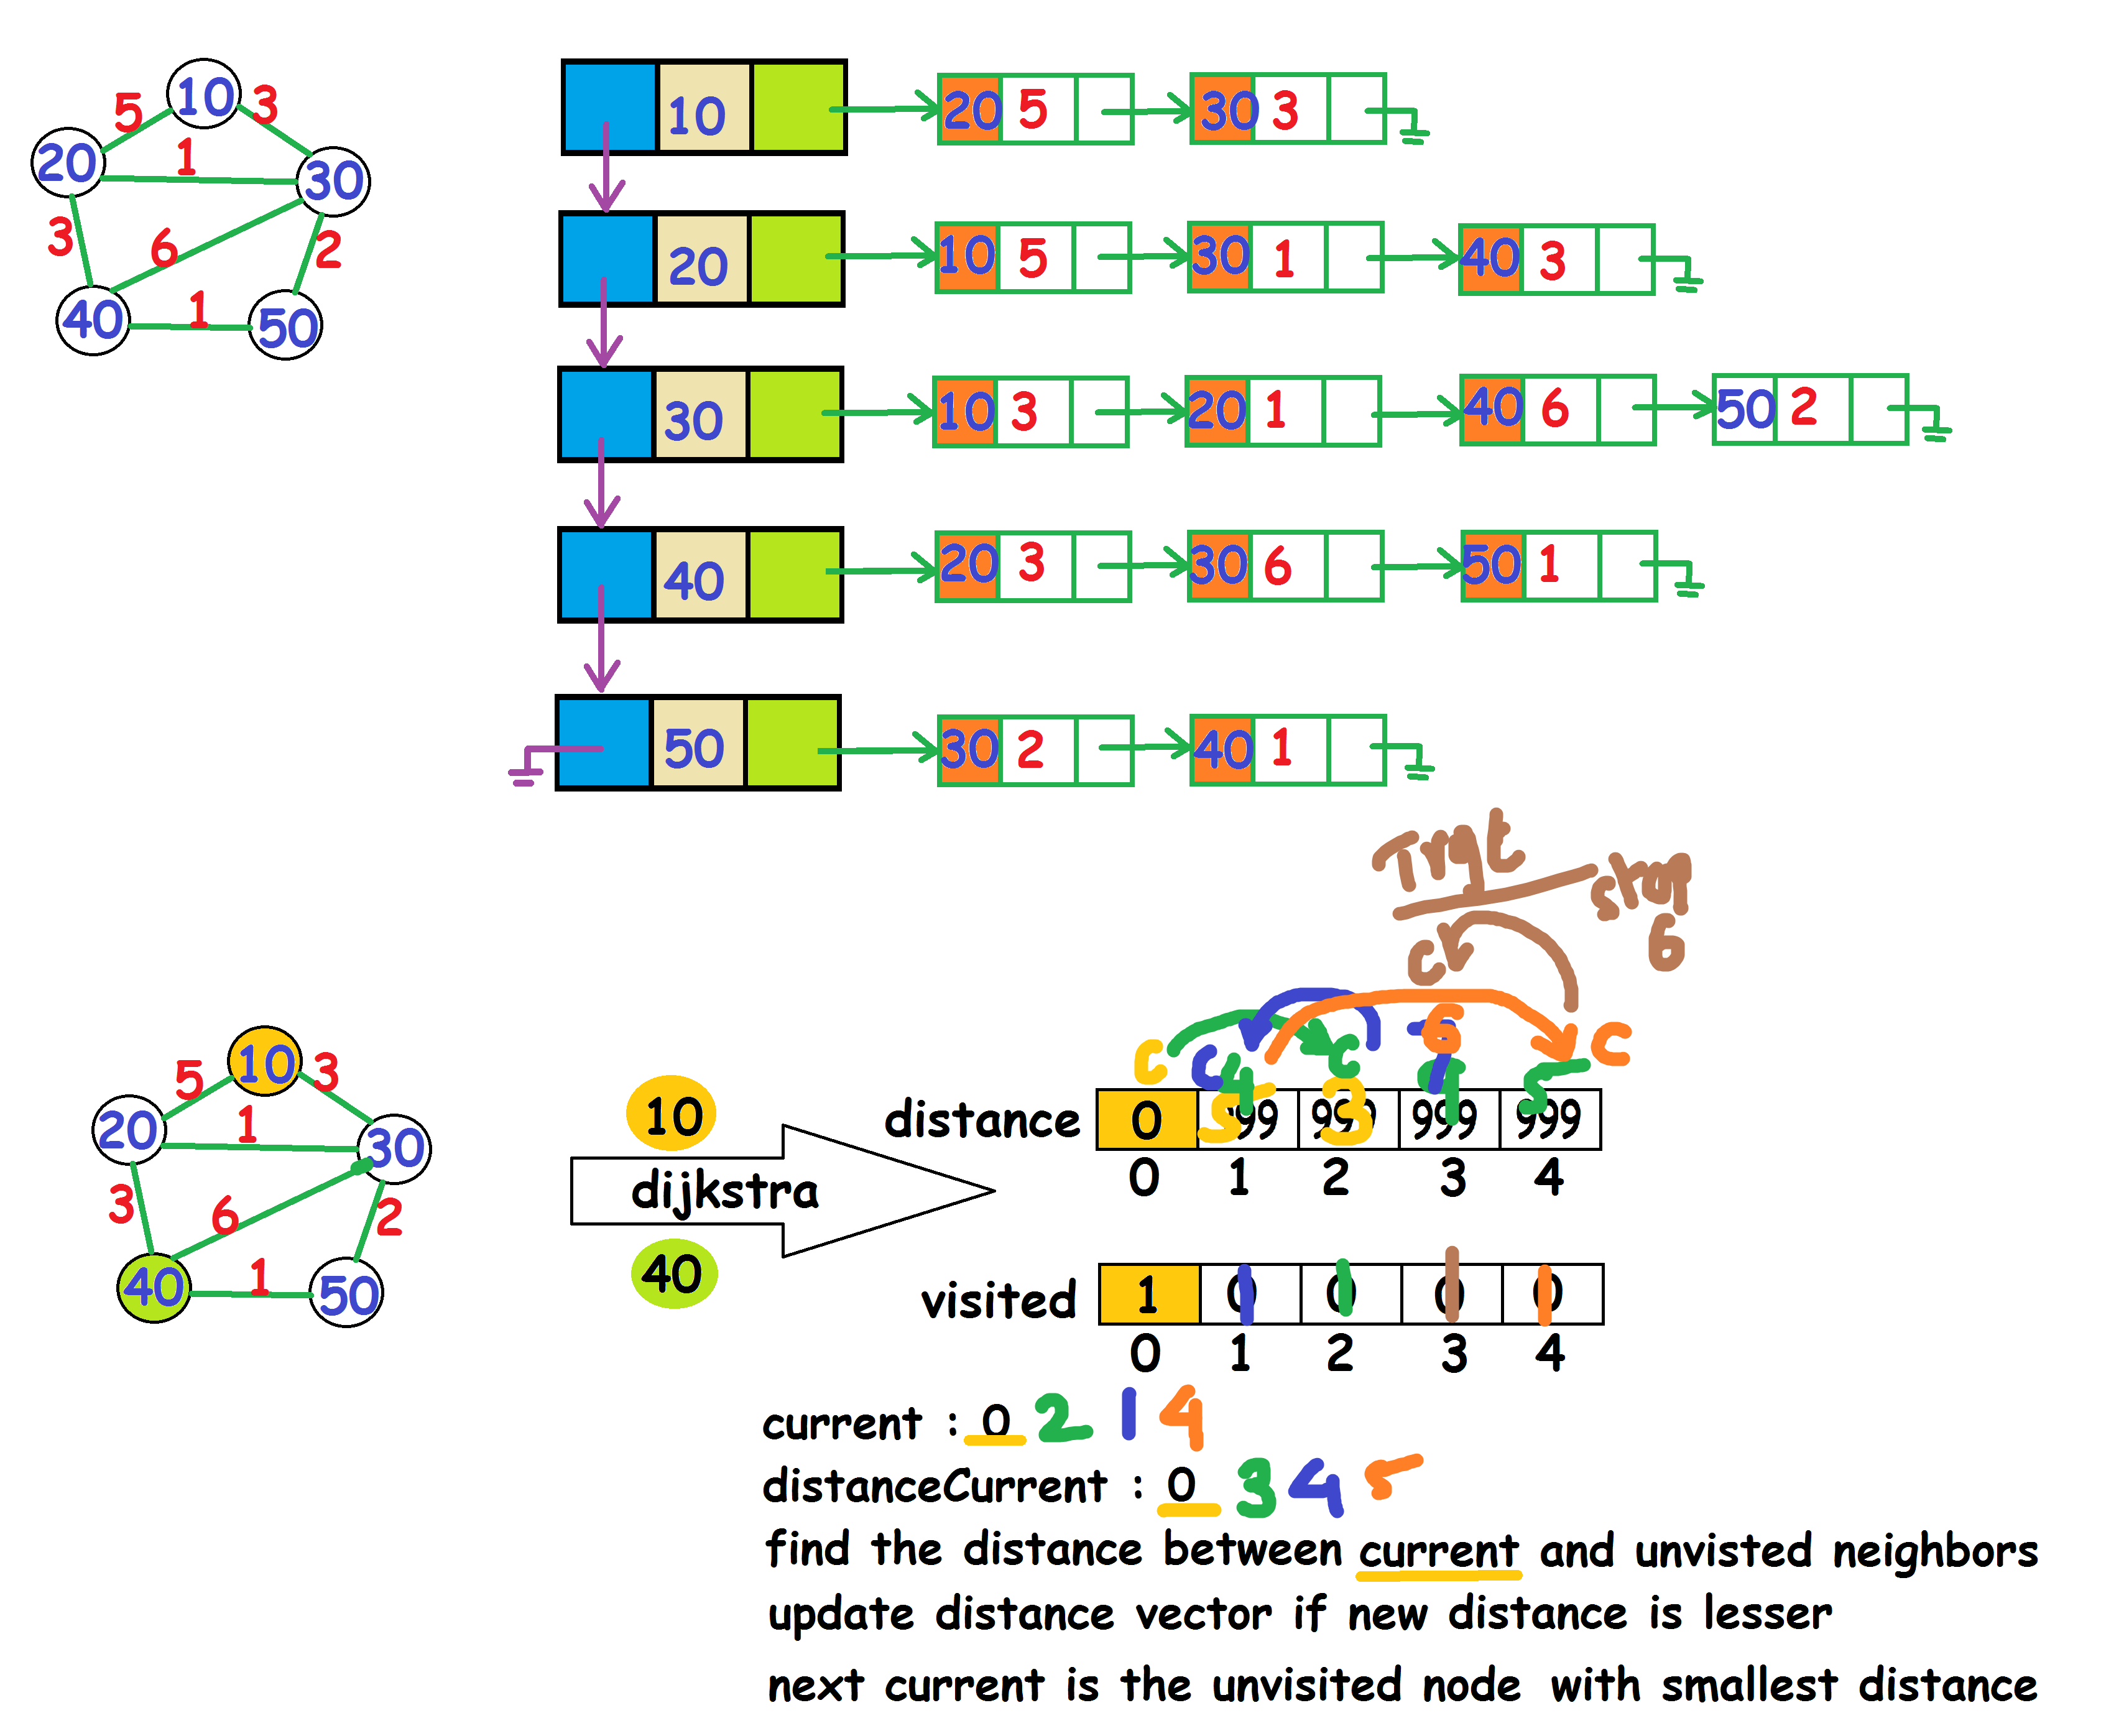 10
5 3
20 1 30
3 6 2
40 1 50
10 20 5 30 3
20 10 5 30 1 40 3
30 10 3 20 1 40 6 50 2
40 20 3 30 6 50 1
50 30 2 40 1
Trgt
6
c
c c c c
10
5 3
20 1 30
3 6 2
40 1 50
10
dijkstra
40
4 7 6 9 5
5 3
distance 0 999 999 999 999
0 1 2 3 4
visited 1 0 0 0 0
0 1 2 3 4
current : 0 2 1 4
distanceCurrent : 0 3 4 5
find the distance between current and unvisted neighbors
update distance vector if new distance is lesser
next current is the unvisited node with smallest distance